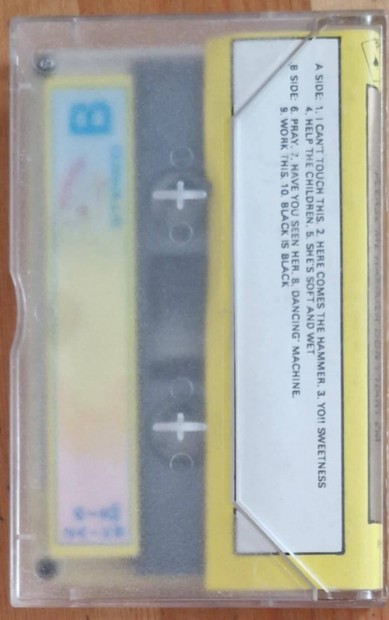 A SIDE: 1. I CAN'T TOUCH THIS. 2. HERE COMES THE HAMMER. 3. YO!! SWEETNESS
4. HELP THE CHILDREN. 5. SHE'S SOFT AND WET
B SIDE: 6. PRAY. 7. HAVE YOU SEEN HER. 8. DANCING' MACHINE.
9. WORK THIS. 10. BLACK IS BLACK
B